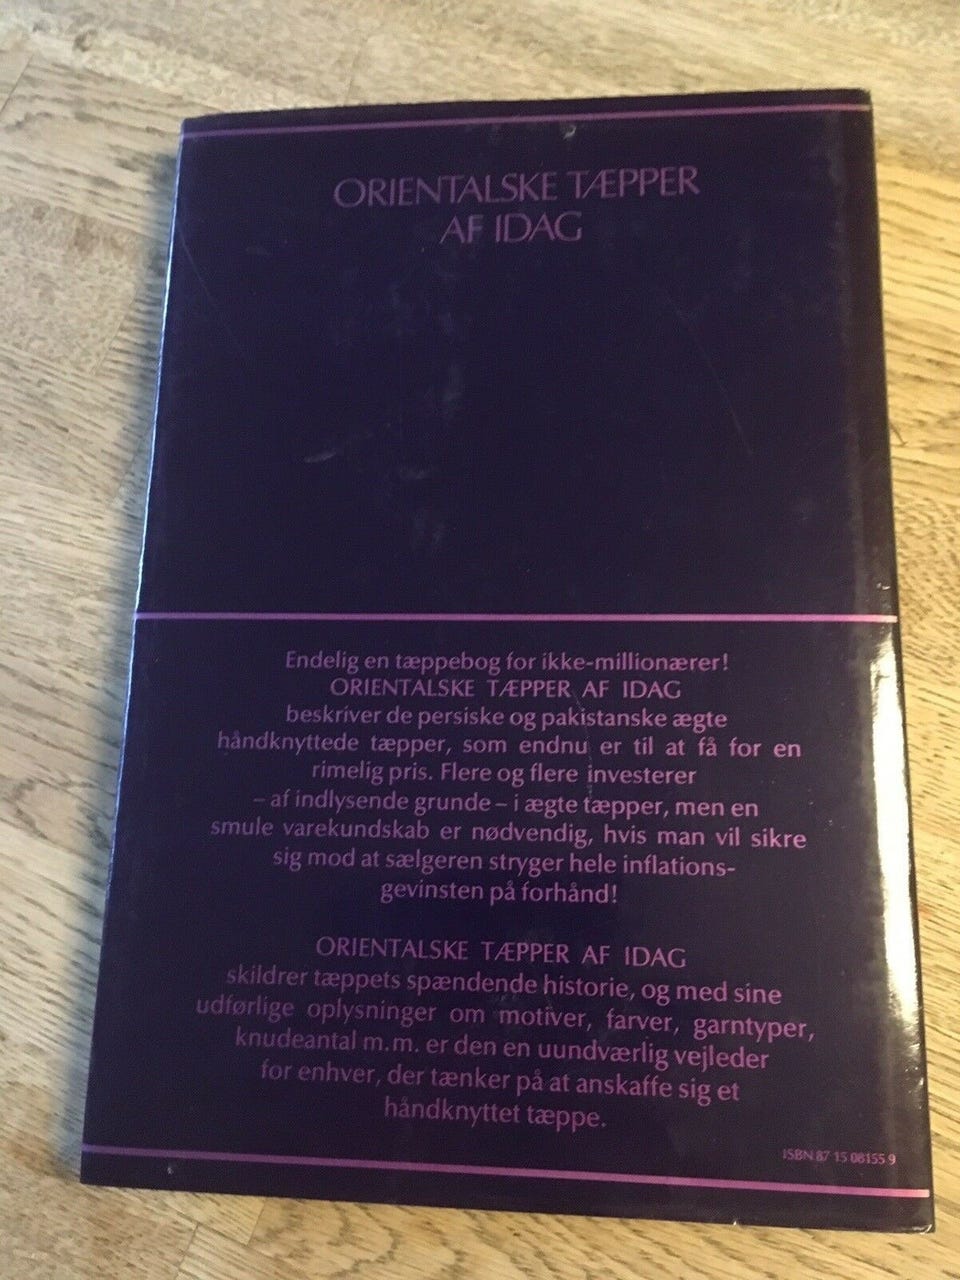 ORIENTALSKE TÆPPER
AF IDAG
Endelig en tæppebog for ikke-millionærer!
ORIENTALSKE TÆPPER AF IDAG
beskriver de persiske og pakistanske ægte
håndknyttede tæpper, som endnu er til at få for en
rimelig pris. Flere og flere investerer
– af indlysende grunde – i ægte tæpper, men en
smule varekundskab er nødvendig, hvis man vil sikre
sig mod at sælgeren stryger hele inflations-
gevinsten på forhånd!
ORIENTALSKE TÆPPER AF IDAG
skildrer tæppets spændende historie, og med sine
udførlige oplysninger om motiver, farver, garntyper,
knudeantal m.m. er den en uundværlig vejleder
for enhver, der tænker på at anskaffe sig et
håndknyttet tæppe.
ISBN 87 15 08155 9